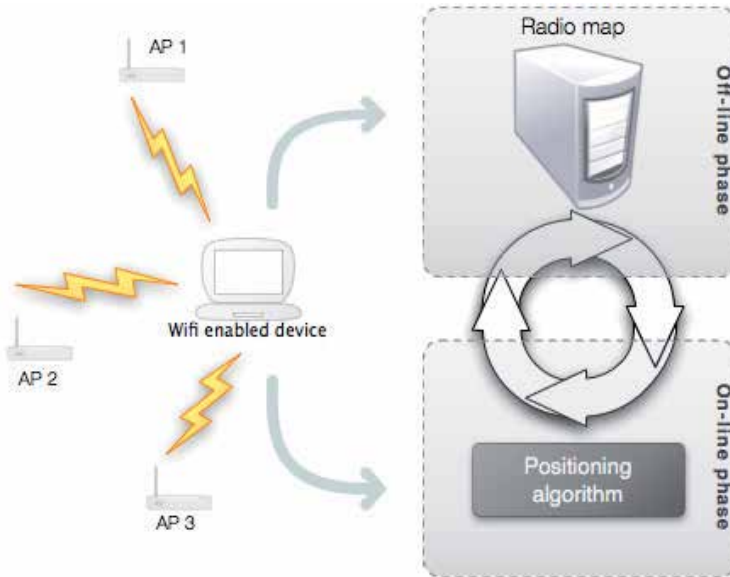 AP 1
Radio map
Off-line phase
Wifi enabled device
AP 2
AP 3
Positioning
algorithm
On-line phase